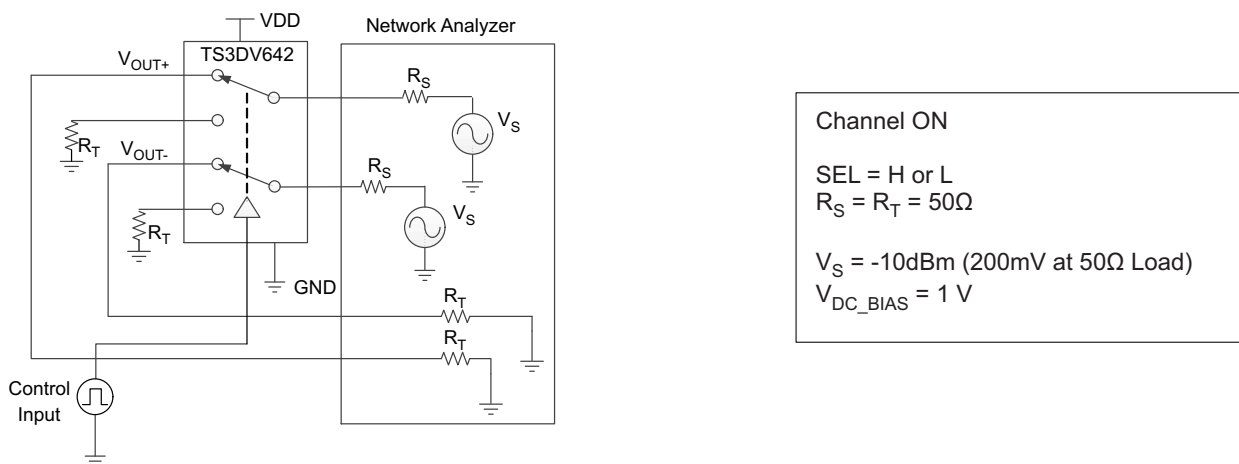 VDD
Network Analyzer
TS3DV642
VOUT+
RS
VS
RT
VOUT-
RS
VS
RT
GND
RT
RT
Control
Input
Channel ON
SEL = H or L
RS = RT = 50Ω
VS = -10dBm (200mV at 50Ω Load)
VDC_BIAS = 1 V